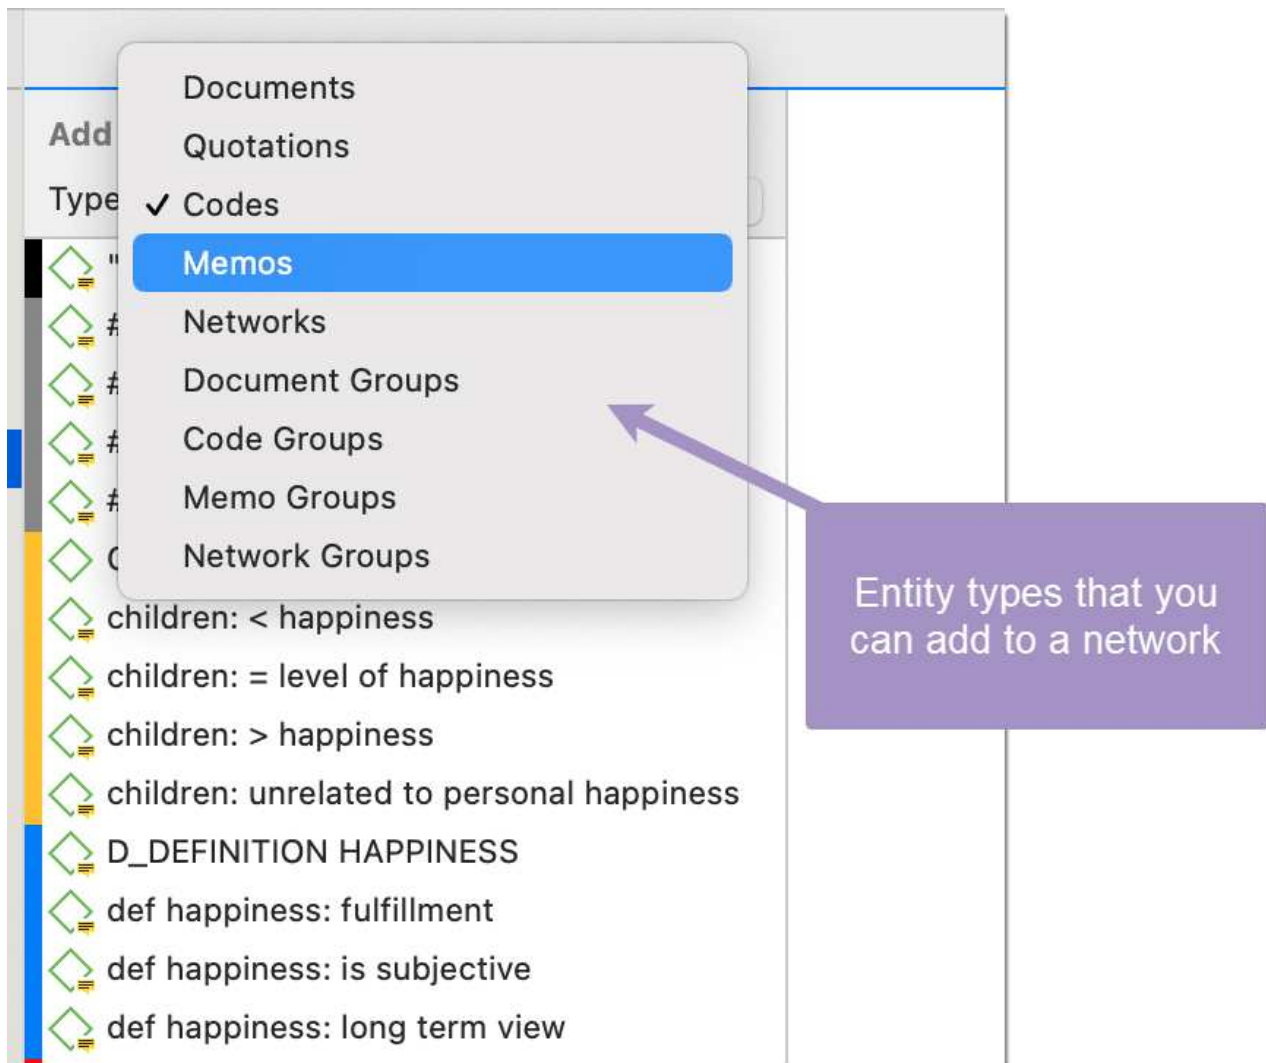 Documents
Add
Quotations
Type
✓ Codes
"
Memos
#
Networks
#
Document Groups
#
Code Groups
#
Memo Groups
Network Groups
children: < happiness
children: = level of happiness
children: > happiness
children: unrelated to personal happiness
D_DEFINITION HAPPINESS
def happiness: fulfillment
def happiness: is subjective
def happiness: long term view
Entity types that you
can add to a network